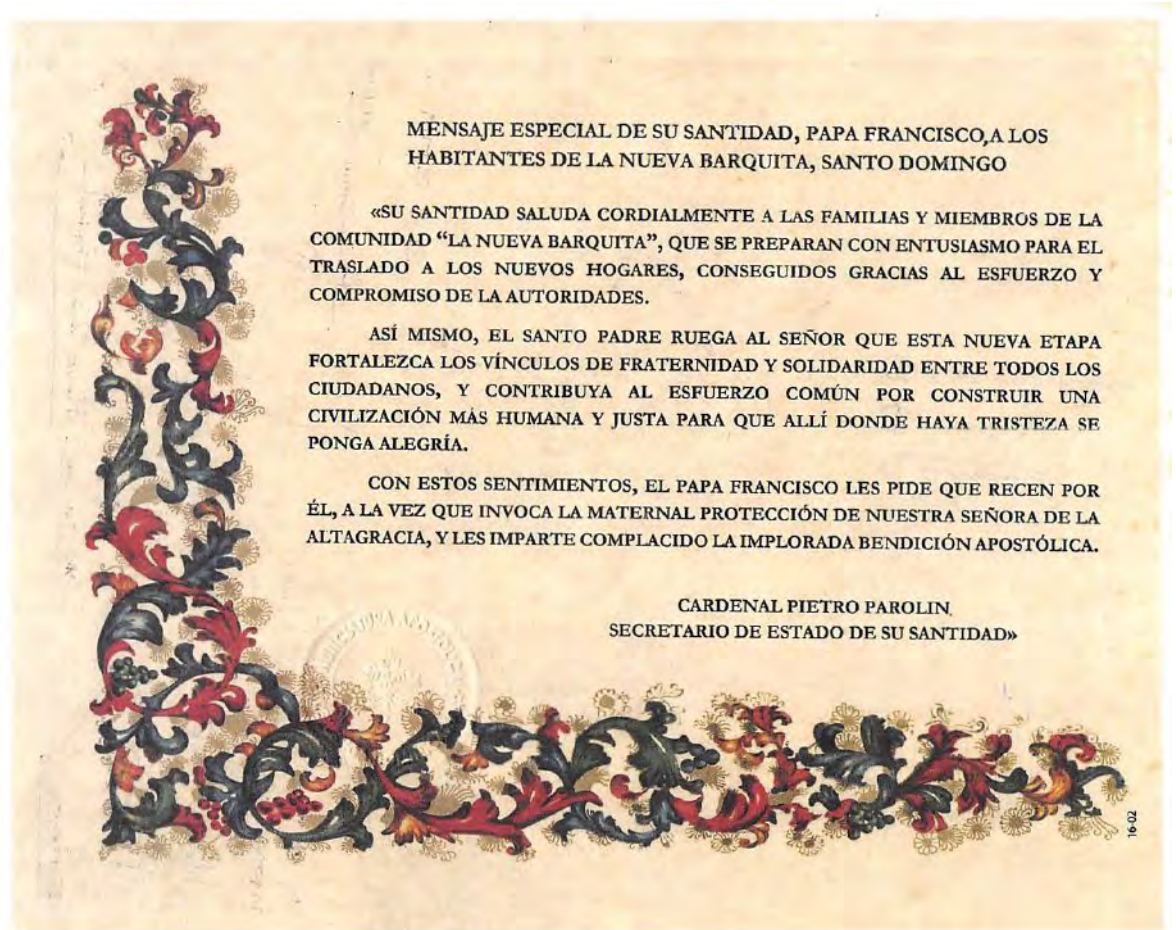 MENSAJE ESPECIAL DE SU SANTIDAD, PAPA FRANCISCO,A LOS
HABITANTES DE LA NUEVA BARQUITA, SANTO DOMINGO
«SU SANTIDAD SALUDA CORDIALMENTE A LAS FAMILIAS Y MIEMBROS DE LA
COMUNIDAD “LA NUEVA BARQUITA”, QUE SE PREPARAN CON ENTUSIASMO PARA EL
TRASLADO A LOS NUEVOS HOGARES, CONSEGUIDOS GRACIAS AL ESFUERZO Y
COMPROMISO DE LA AUTORIDADES.
ASÍ MISMO, EL SANTO PADRE RUEGA AL SEÑOR QUE ESTA NUEVA ETAPA
FORTALEZCA LOS VÍNCULOS DE FRATERNIDAD Y SOLIDARIDAD ENTRE TODOS LOS
CIUDADANOS, Y CONTRIBUYA AL ESFUERZO COMÚN POR CONSTRUIR UNA
CIVILIZACIÓN MÁS HUMANA Y JUSTA PARA QUE ALLÍ DONDE HAYA TRISTEZA SE
PONGA ALEGRÍA.
CON ESTOS SENTIMIENTOS, EL PAPA FRANCISCO LES PIDE QUE RECEN POR
ÉL, A LA VEZ QUE INVOCA LA MATERNAL PROTECCIÓN DE NUESTRA SEÑORA DE LA
ALTAGRACIA, Y LES IMPARTE COMPLACIDO LA IMPLORADA BENDICIÓN APOSTÓLICA.
CARDENAL PIETRO PAROLIN
SECRETARIO DE ESTADO DE SU SANTIDAD»
16-02